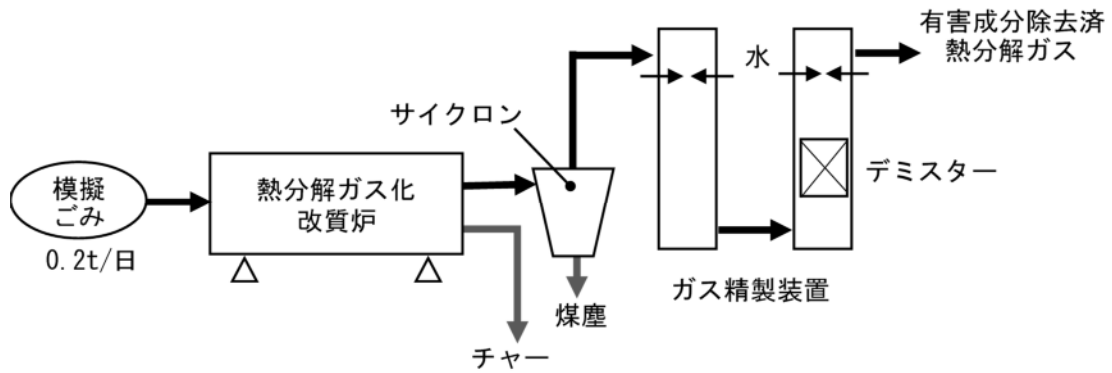 模擬
ごみ
0.2t/日
熱分解ガス化
改質炉
チャー
サイクロン
煤塵
水
ガス精製装置
デミスター
有害成分除去済
熱分解ガス